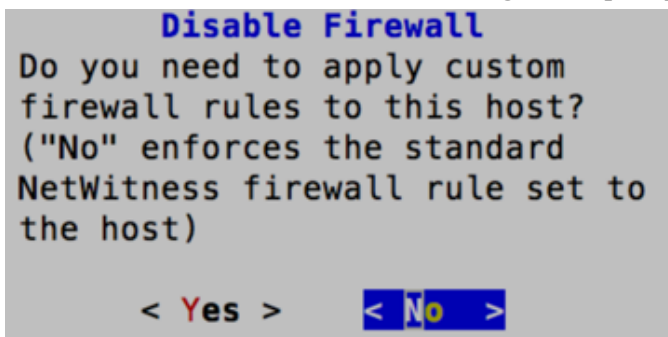 Disable Firewall
Do you need to apply custom
firewall rules to this host?
("No" enforces the standard
NetWitness firewall rule set to
the host)
< Yes > < No >